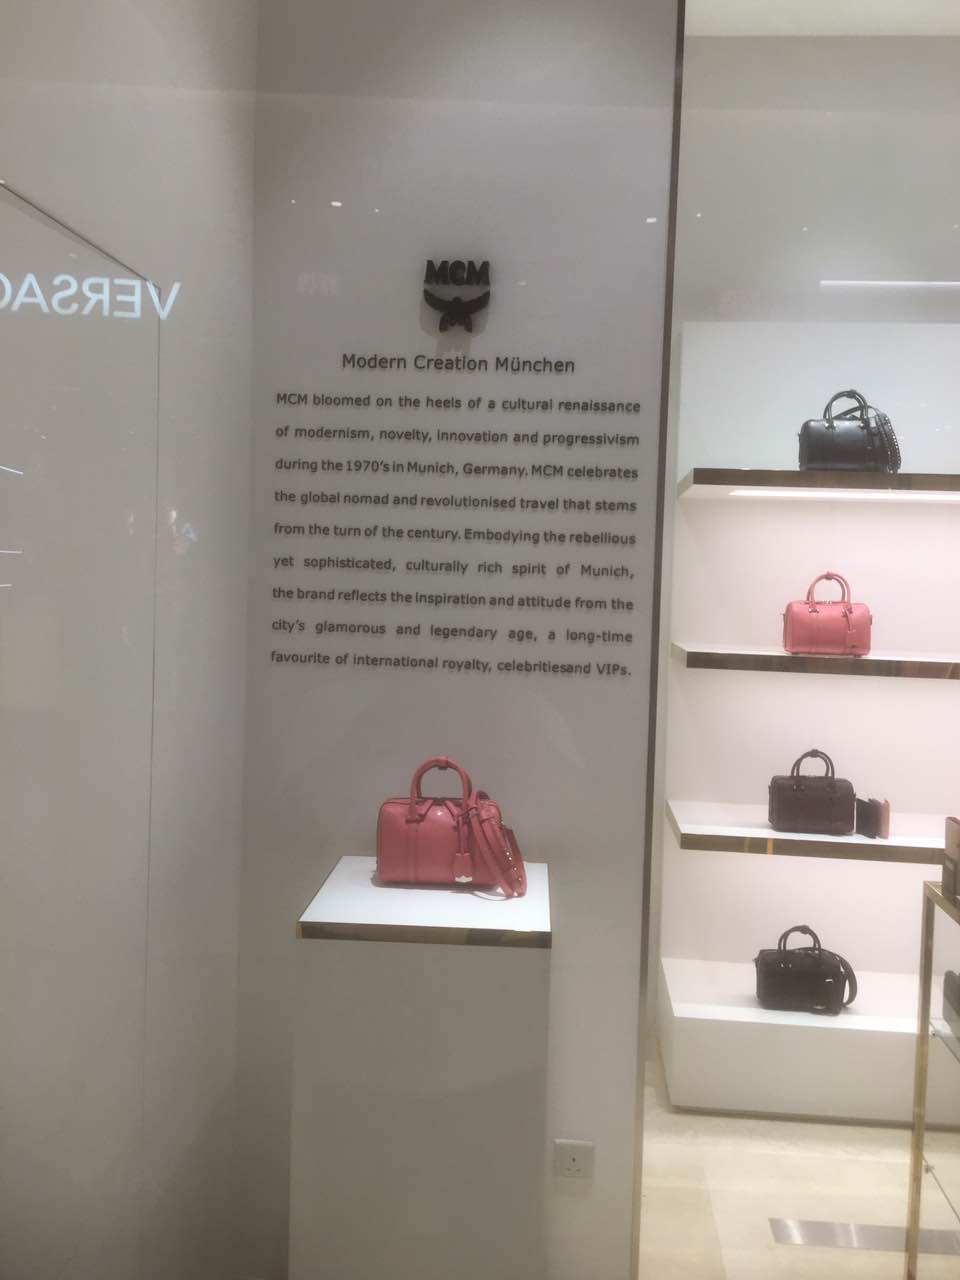 VERSAC
MCM
Modern Creation München
MCM bloomed on the heels of a cultural renaissance
of modernism, novelty, innovation and progressivism
during the 1970's in Munich, Germany. MCM celebrates
the global nomad and revolutionised travel that stems
from the turn of the century. Embodying the rebellious
yet sophisticated, culturally rich spirit of Munich,
the brand reflects the inspiration and attitude from the
city's glamorous and legendary age, a long-time
favourite of international royalty, celebritiesand VIPs.